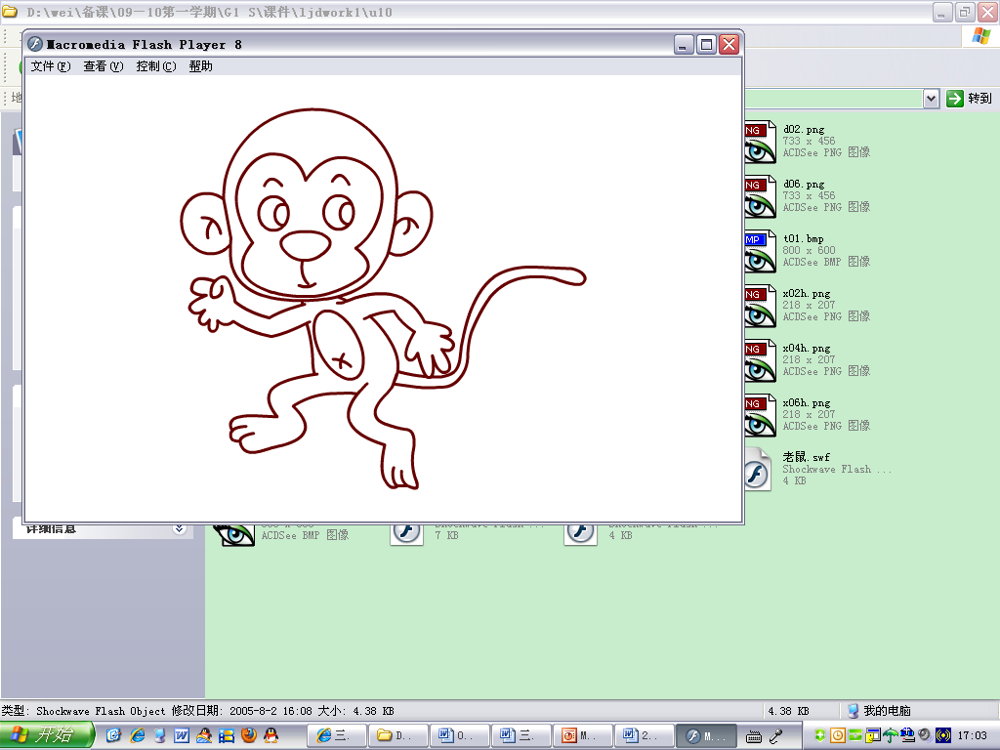 D:\wei\备课\09—10第一学期\G1 S\课件\ljdwork1\u10
Macromedia Flash Player 8
文件(F) 查看(V) 控制(C) 帮助
转到
d02.png
733 x 456
ACDSee PNG 图像
d06.png
733 x 456
ACDSee PNG 图像
t01.bmp
800 x 600
ACDSee BMP 图像
x02h.png
218 x 207
ACDSee PNG 图像
x04h.png
218 x 207
ACDSee PNG 图像
x06h.png
218 x 207
ACDSee PNG 图像
老鼠.swf
Shockwave Flash ...
4 KB
详细信息
ACDSee BMP 图像
7 KB
4 KB
类型: Shockwave Flash Object 修改日期: 2005-8-2 16:08 大小: 4.38 KB
4.38 KB
我的电脑
开始
三.
D..
O..
三.
M..
2..
M...
17:03